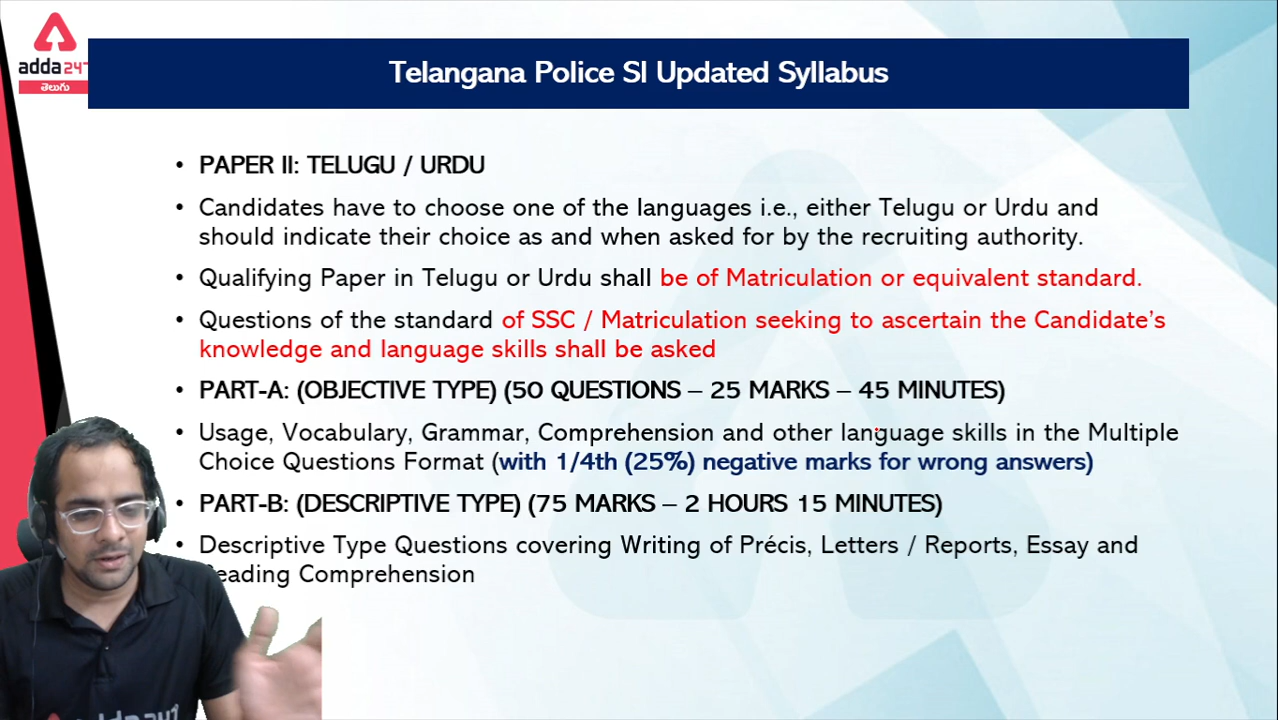 adda247
తెలుగు
Telangana Police SI Updated Syllabus
• PAPER II: TELUGU / URDU
• Candidates have to choose one of the languages i.e., either Telugu or Urdu and
should indicate their choice as and when asked for by the recruiting authority.
• Qualifying Paper in Telugu or Urdu shall be of Matriculation or equivalent standard.
• Questions of the standard of SSC / Matriculation seeking to ascertain the Candidate’s
knowledge and language skills shall be asked
• PART-A: (OBJECTIVE TYPE) (50 QUESTIONS – 25 MARKS – 45 MINUTES)
• Usage, Vocabulary, Grammar, Comprehension and other language skills in the Multiple
Choice Questions Format (with 1/4th (25%) negative marks for wrong answers)
• PART-B: (DESCRIPTIVE TYPE) (75 MARKS – 2 HOURS 15 MINUTES)
• Descriptive Type Questions covering Writing of Précis, Letters / Reports, Essay and
Reading Comprehension